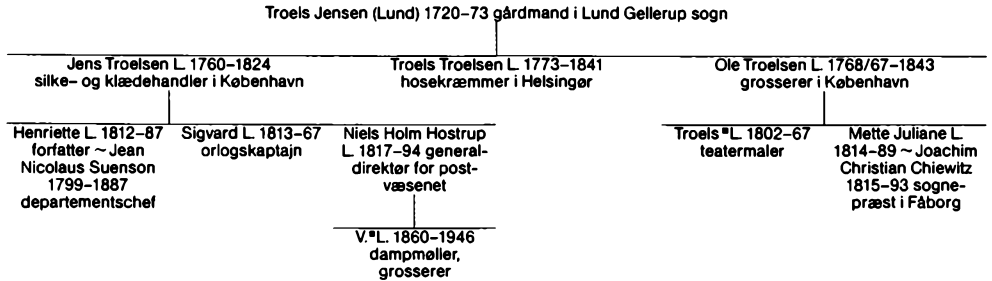 Troels Jensen (Lund) 1720–73 gårdmand i Lund Gellerup sogn
Jens Troelsen L. 1760–1824
silke- og klædehandler i København
Troels Troelsen L. 1773–1841
hosekræmmer i Helsingør
Ole Troelsen L. 1768/67–1843
grosserer i København
Henriette L. 1812–87
forfatter ~ Jean
Nicolaus Suenson
1799–1887
departementschef
Sigvard L. 1813–67
orlogskaptajn
Niels Holm Hostrup
L. 1817–94 general-
direktør for post-
væsenet
Troels *L. 1802–67
teatermaler
Mette Juliane L.
1814–89 ~ Joachim
Christian Chiewitz
1815–93 sogne-
præst i Fåborg
V.*L. 1860–1946
dampmøller,
grosserer